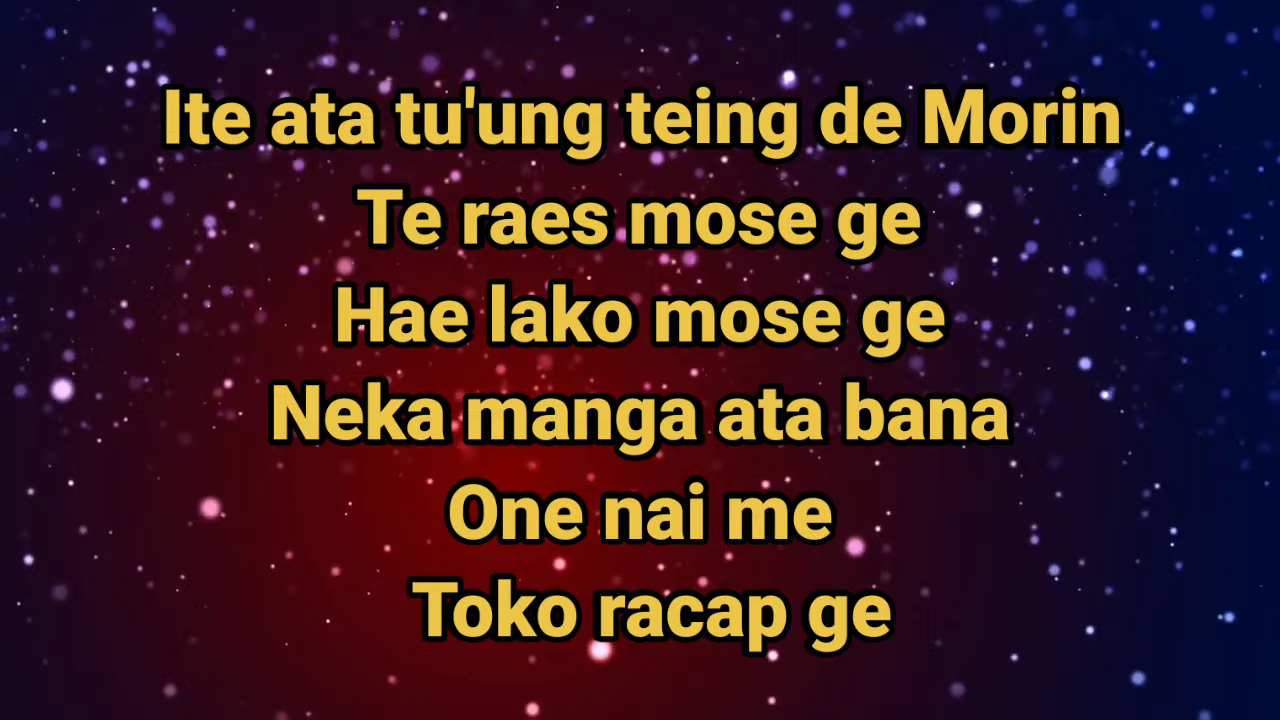 Ite ata tu'ung teing de Morin
Te raes mose ge
Hae lako mose ge
Neka manga ata bana
One nai me
Toko racap ge